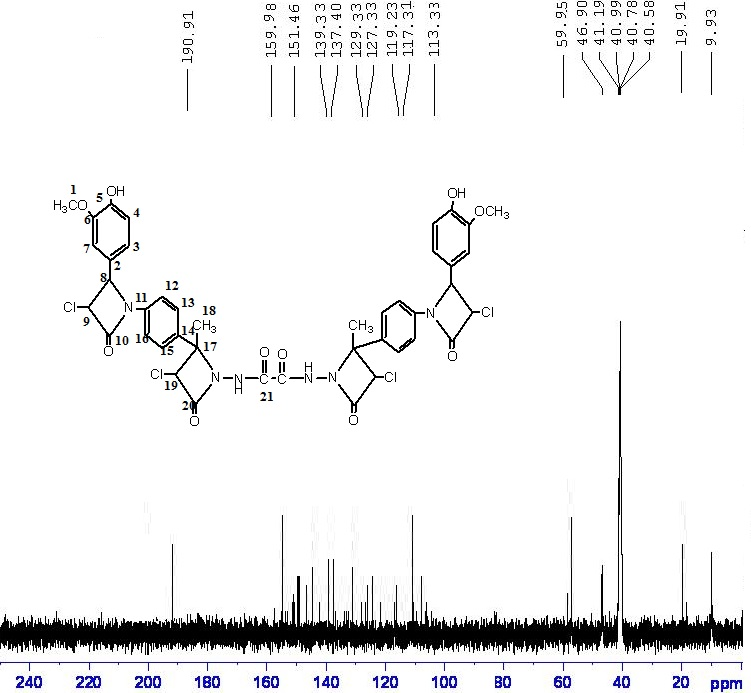 190.91
159.98
151.46
139.33
137.40
129.33
127.33
119.23
117.31
113.33
59.95
46.90
41.19
40.99
40.78
40.58
19.91
9.93
1
OH
5
H₃CO
6
4
7
3
2
8
Cl
N
9
10
O
11
12
13
16
15
14
18
CH₃
17
Cl
19
N
N
H
20
O
O
O
21
C
C
H
N
N
CH₃
O
Cl
N
Cl
O
OH
OCH₃
240 220 200 180 160 140 120 100 80 60 40 20 ppm